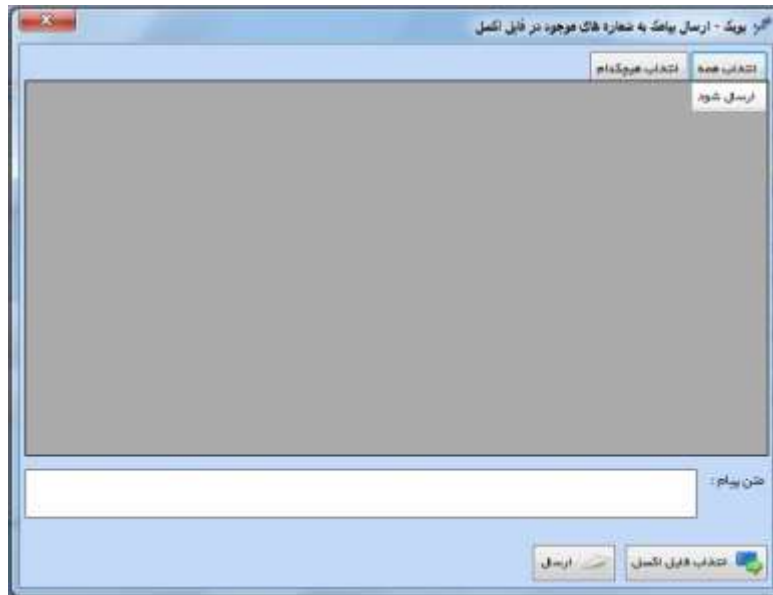 پوپک - ارسال پیامک به شماره های موجود در فایل اکسل
انتخاب همه انتخاب هیچکدام
ارسال شود
متن پیام :
انتخاب فایل اکسل ارسال